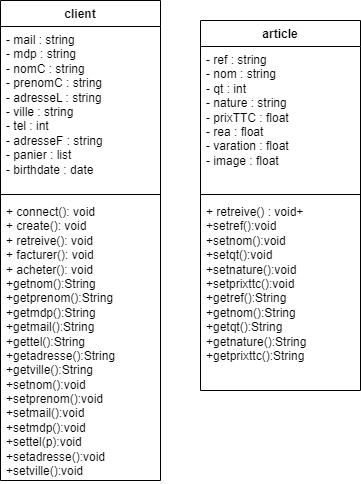 client
- mail : string
- mdp : string
- nomC : string
- prenomC : string
- adresseL : string
- ville : string
- tel : int
- adresseF : string
- panier : list
- birthdate : date
+ connect(): void
+ create(): void
+ retreive(): void
+ facturer(): void
+ acheter(): void
+getnom():String
+getprenom():String
+getmdp():String
+getmail():String
+gettel():String
+getadresse():String
+getville():String
+setnom():void
+setprenom():void
+setmail():void
+setmdp():void
+settel(p):void
+setadresse():void
+setville():void
article
- ref : string
- nom : string
- qt : int
- nature : string
- prixTTC : float
- rea : float
- varation : float
- image : float
+ retreive() : void+
+setref():void
+setnom():void
+setqt():void
+setnature():void
+setprixttc():void
+getref():String
+getnom():String
+getqt():String
+getnature():String
+getprixttc():String